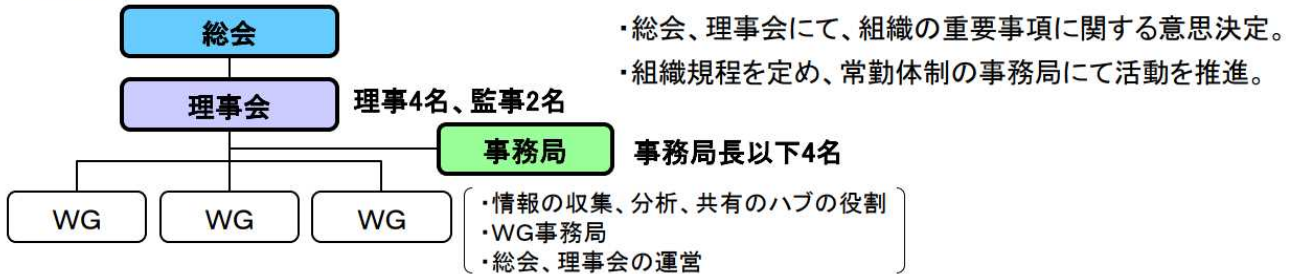 総会
・総会、理事会にて、組織の重要事項に関する意思決定。
・組織規程を定め、常勤体制の事務局にて活動を推進。
理事会
理事4名、監事2名
事務局
事務局長以下4名
WG
WG
WG
・情報の収集、分析、共有のハブの役割
・WG事務局
・総会、理事会の運営